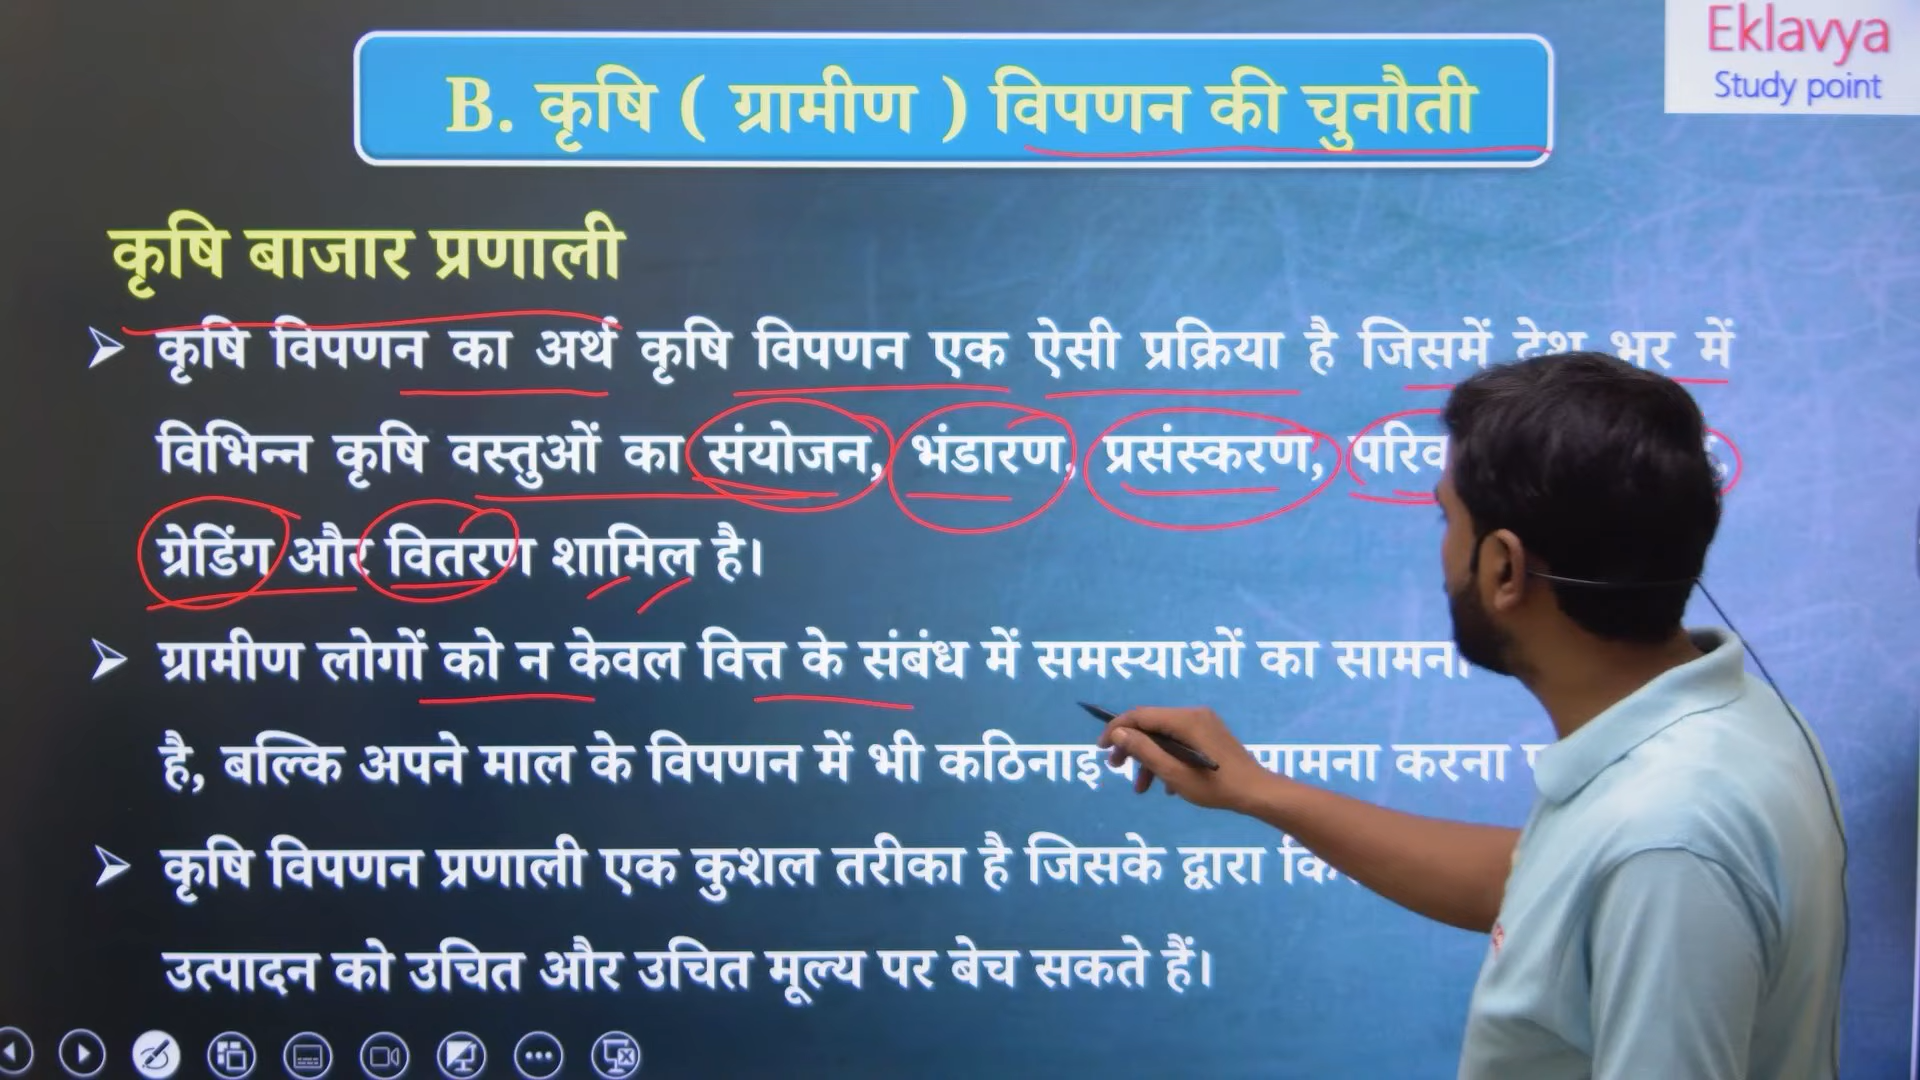 Eklavya
Study point
B. कृषि ( ग्रामीण ) विपणन की चुनौती
कृषि बाजार प्रणाली
कृषि विपणन का अर्थ कृषि विपणन एक ऐसी प्रक्रिया है जिसमें देश भर में
विभिन्न कृषि वस्तुओं का संयोजन, भंडारण, प्रसंस्करण,
ग्रेडिंग और वितरण शामिल है।
ग्रामीण लोगों को न केवल वित्त के संबंध में समस्याओं का सामना
है, बल्कि अपने माल के विपणन में भी सामना करना
कृषि विपणन प्रणाली एक कुशल तरीका है जिसके द्वारा
उत्पादन को उचित और उचित मूल्य पर बेच सकते हैं।